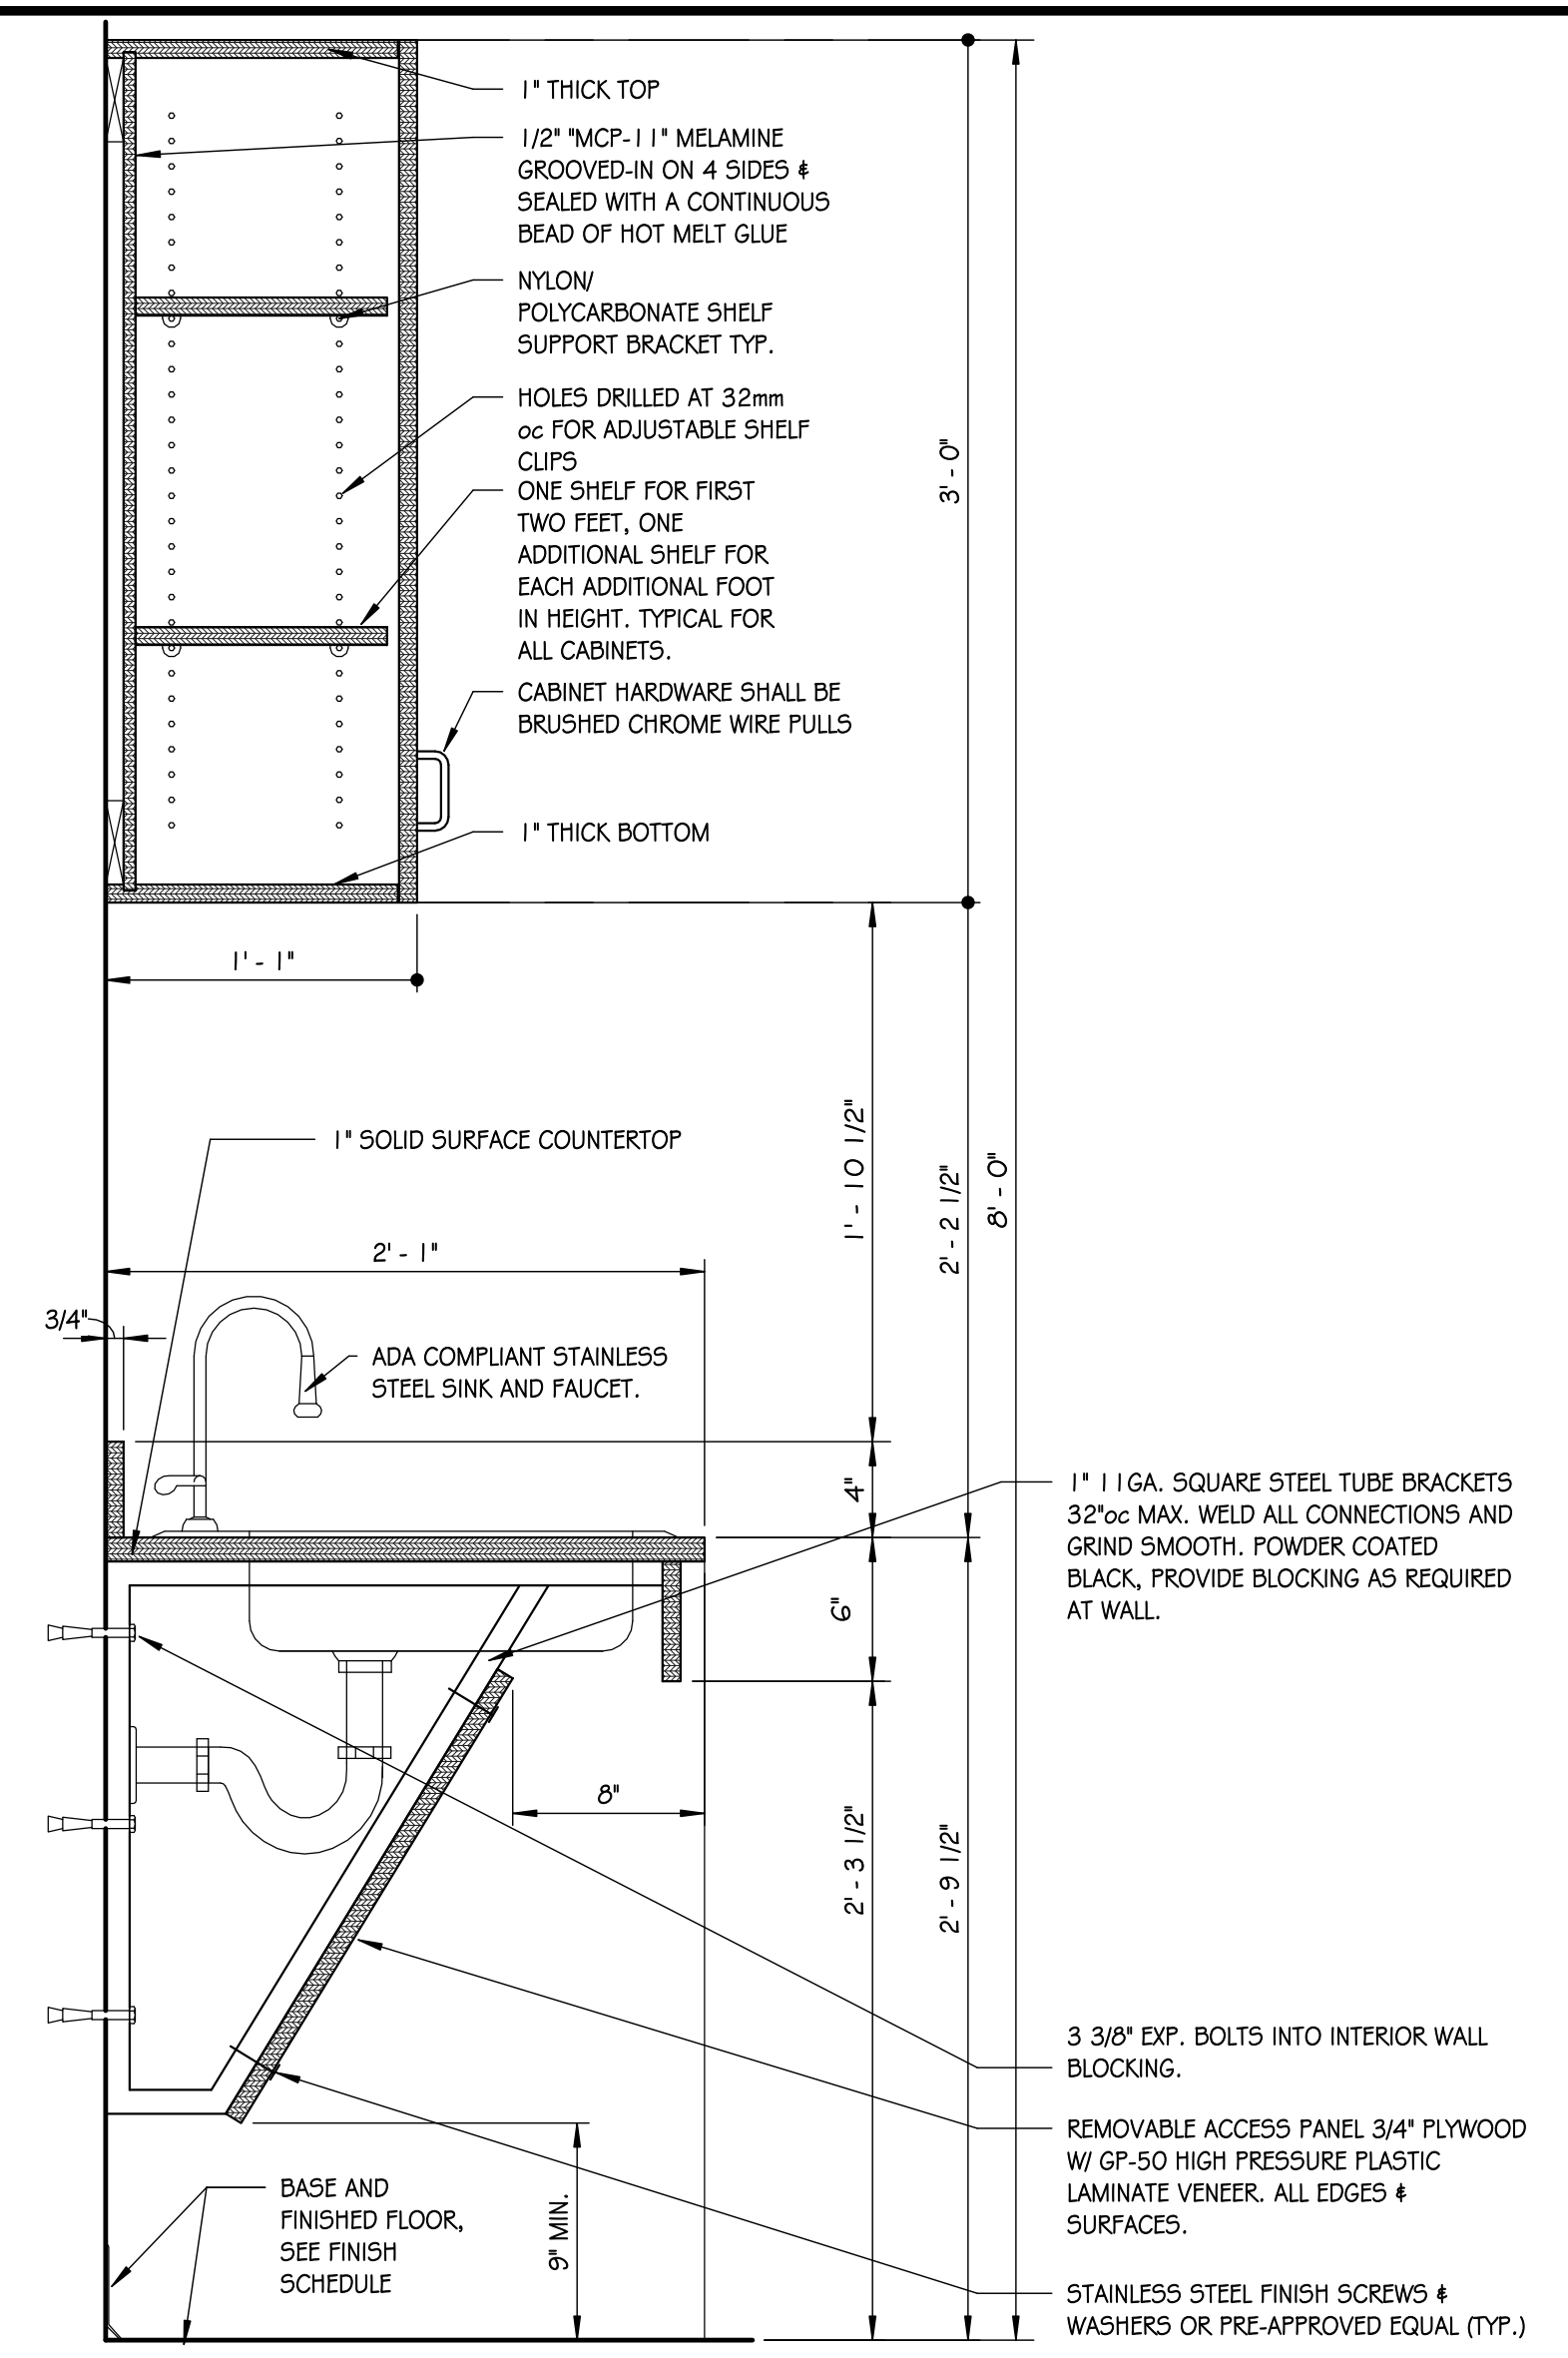 1" THICK TOP
1/2" "MCP-11" MELAMINE
GROOVED-IN ON 4 SIDES &
SEALED WITH A CONTINUOUS
BEAD OF HOT MELT GLUE
NYLON/
POLYCARBONATE SHELF
SUPPORT BRACKET TYP.
HOLES DRILLED AT 32mm
oc FOR ADJUSTABLE SHELF
CLIPS
ONE SHELF FOR FIRST
TWO FEET, ONE
ADDITIONAL SHELF FOR
EACH ADDITIONAL FOOT
IN HEIGHT. TYPICAL FOR
ALL CABINETS.
CABINET HARDWARE SHALL BE
BRUSHED CHROME WIRE PULLS
1" THICK BOTTOM
3' - 0"
1' - 1"
1" SOLID SURFACE COUNTERTOP
1' - 10 1/2"
2' - 2 1/2"
8' - 0"
2' - 1"
3/4"
ADA COMPLIANT STAINLESS
STEEL SINK AND FAUCET.
4"
1" 11GA. SQUARE STEEL TUBE BRACKETS
32"oc MAX. WELD ALL CONNECTIONS AND
GRIND SMOOTH. POWDER COATED
BLACK, PROVIDE BLOCKING AS REQUIRED
AT WALL.
6"
8"
2' - 3 1/2"
2' - 9 1/2"
3 3/8" EXP. BOLTS INTO INTERIOR WALL
BLOCKING.
REMOVABLE ACCESS PANEL 3/4" PLYWOOD
W/ GP-50 HIGH PRESSURE PLASTIC
LAMINATE VENEER. ALL EDGES &
SURFACES.
BASE AND
FINISHED FLOOR,
SEE FINISH
SCHEDULE
9" MIN.
STAINLESS STEEL FINISH SCREWS &
WASHERS OR PRE-APPROVED EQUAL (TYP.)